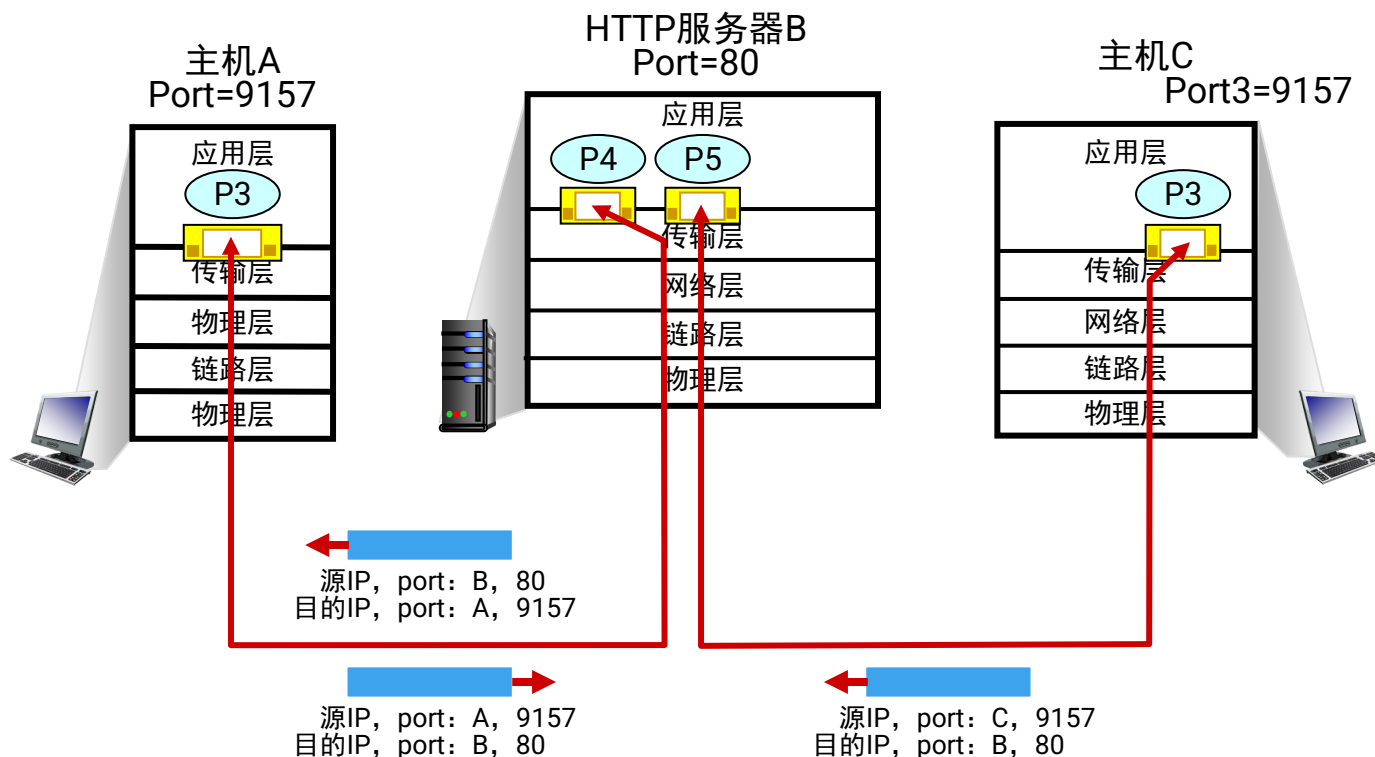 主机A
Port=9157
应用层
P3
传输层
物理层
链路层
物理层
HTTP服务器B
Port=80
应用层
P4
P5
传输层
网络层
链路层
物理层
主机C
Port3=9157
应用层
P3
传输层
网络层
链路层
物理层
源IP，port：B，80
目的IP，port：A，9157
源IP，port：A，9157
目的IP，port：B，80
源IP，port：C，9157
目的IP，port：B，80